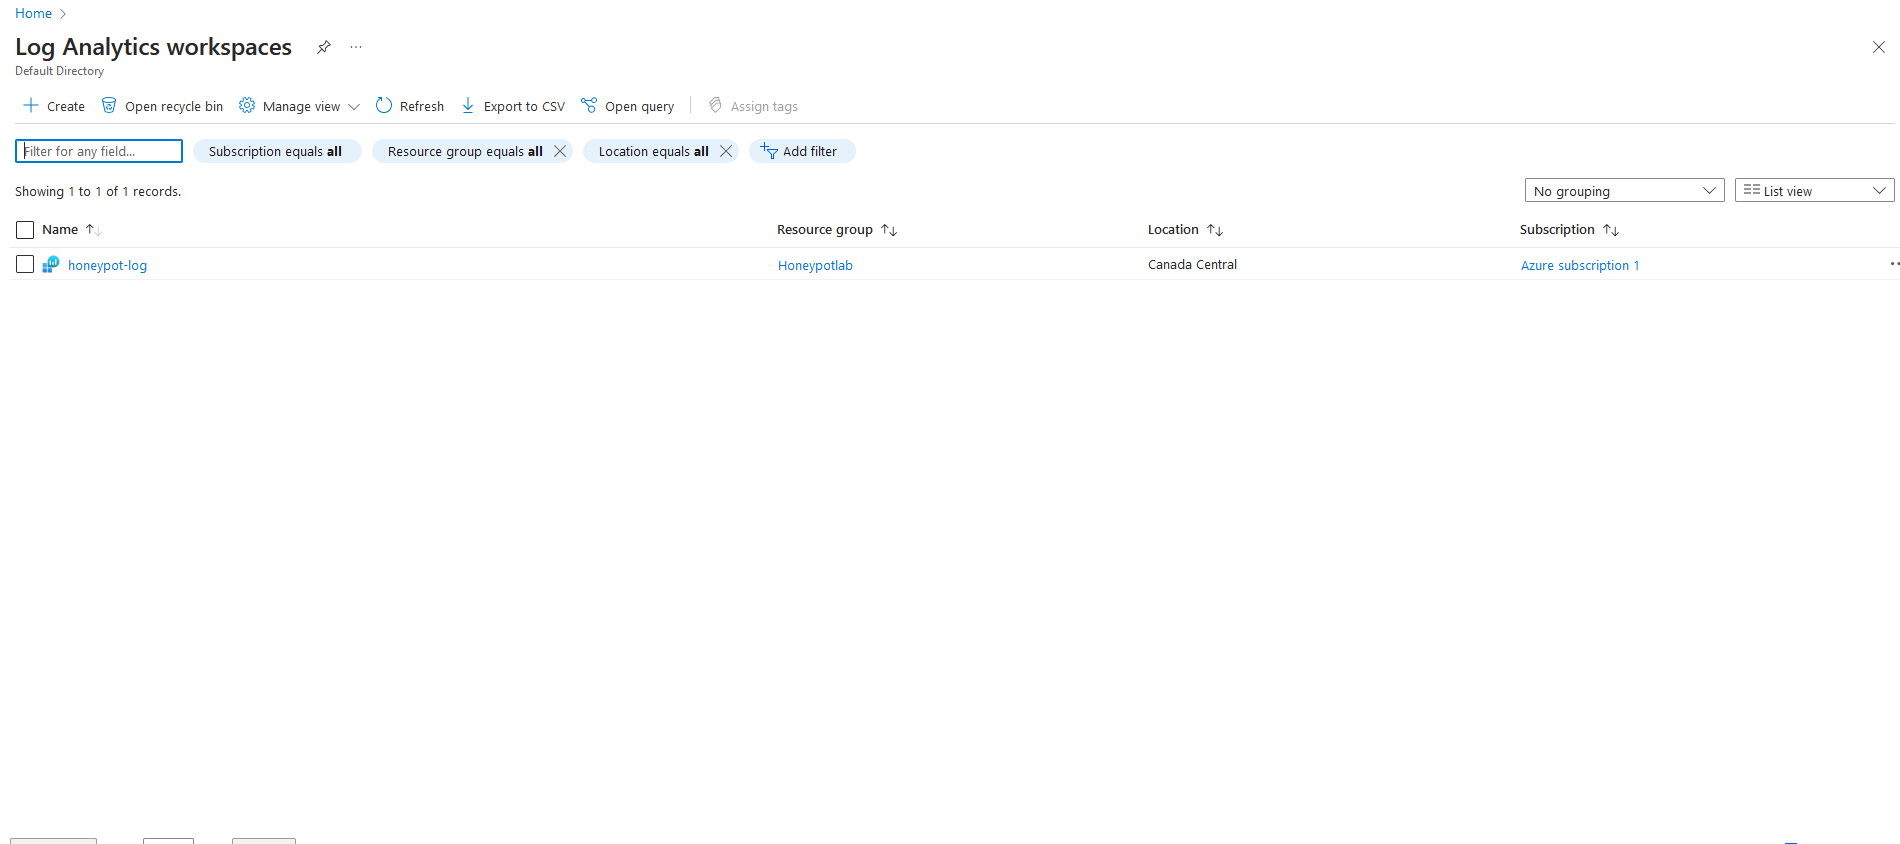 Home
Log Analytics workspaces
Default Directory
Create Open recycle bin Manage view Refresh Export to CSV Open query Assign tags
Filter for any field... Subscription equals all Resource group equals all Location equals all Add filter
Showing 1 to 1 of 1 records. No grouping List view
Name Resource group Location Subscription
honeypot-log Honeypotlab Canada Central Azure subscription 1